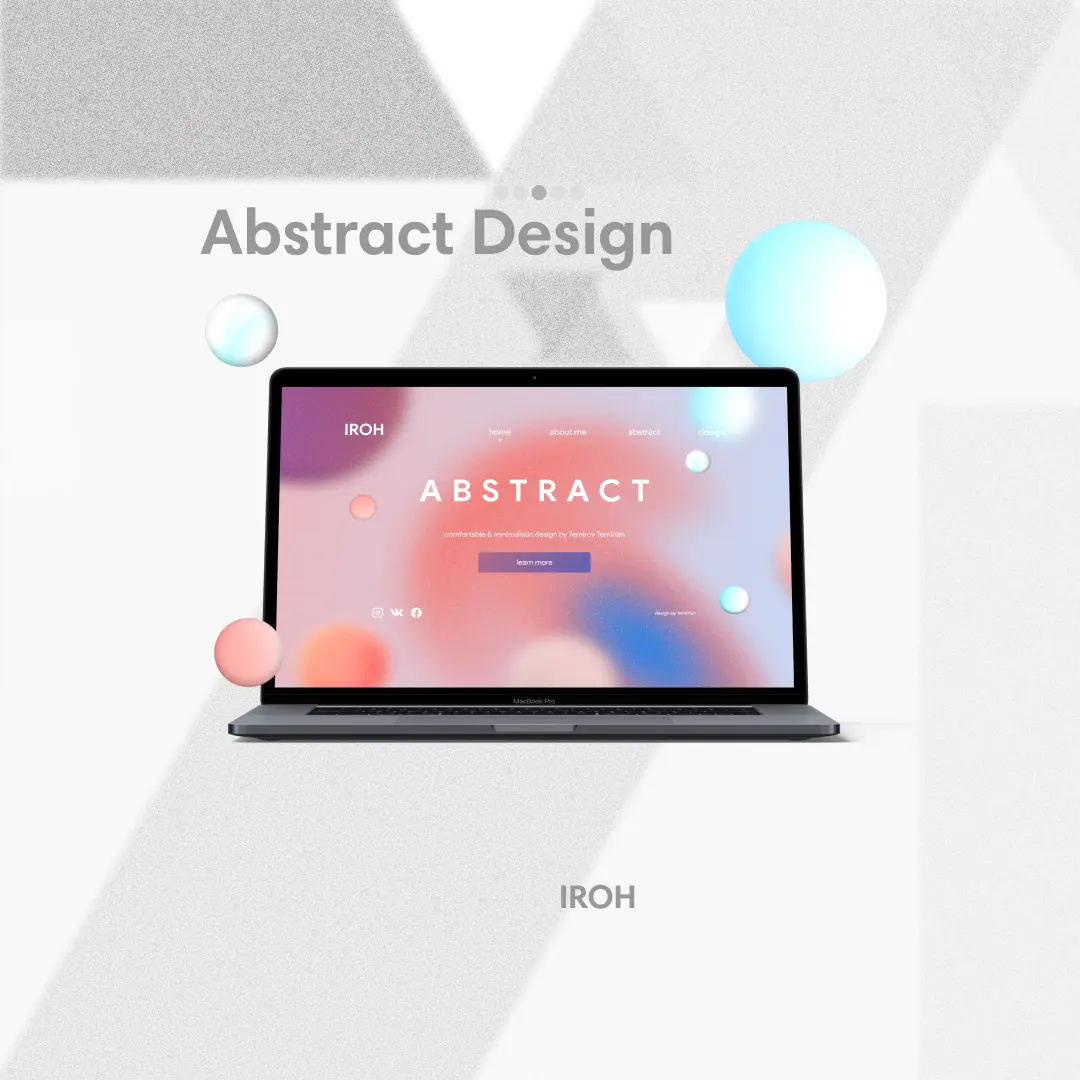 Abstract Design
IROH
home about me abstract design
ABSTRACT
comfortable & minimalistic design by Temirov Temirlan
learn more
design by temirlan
MacBook Pro
IROH